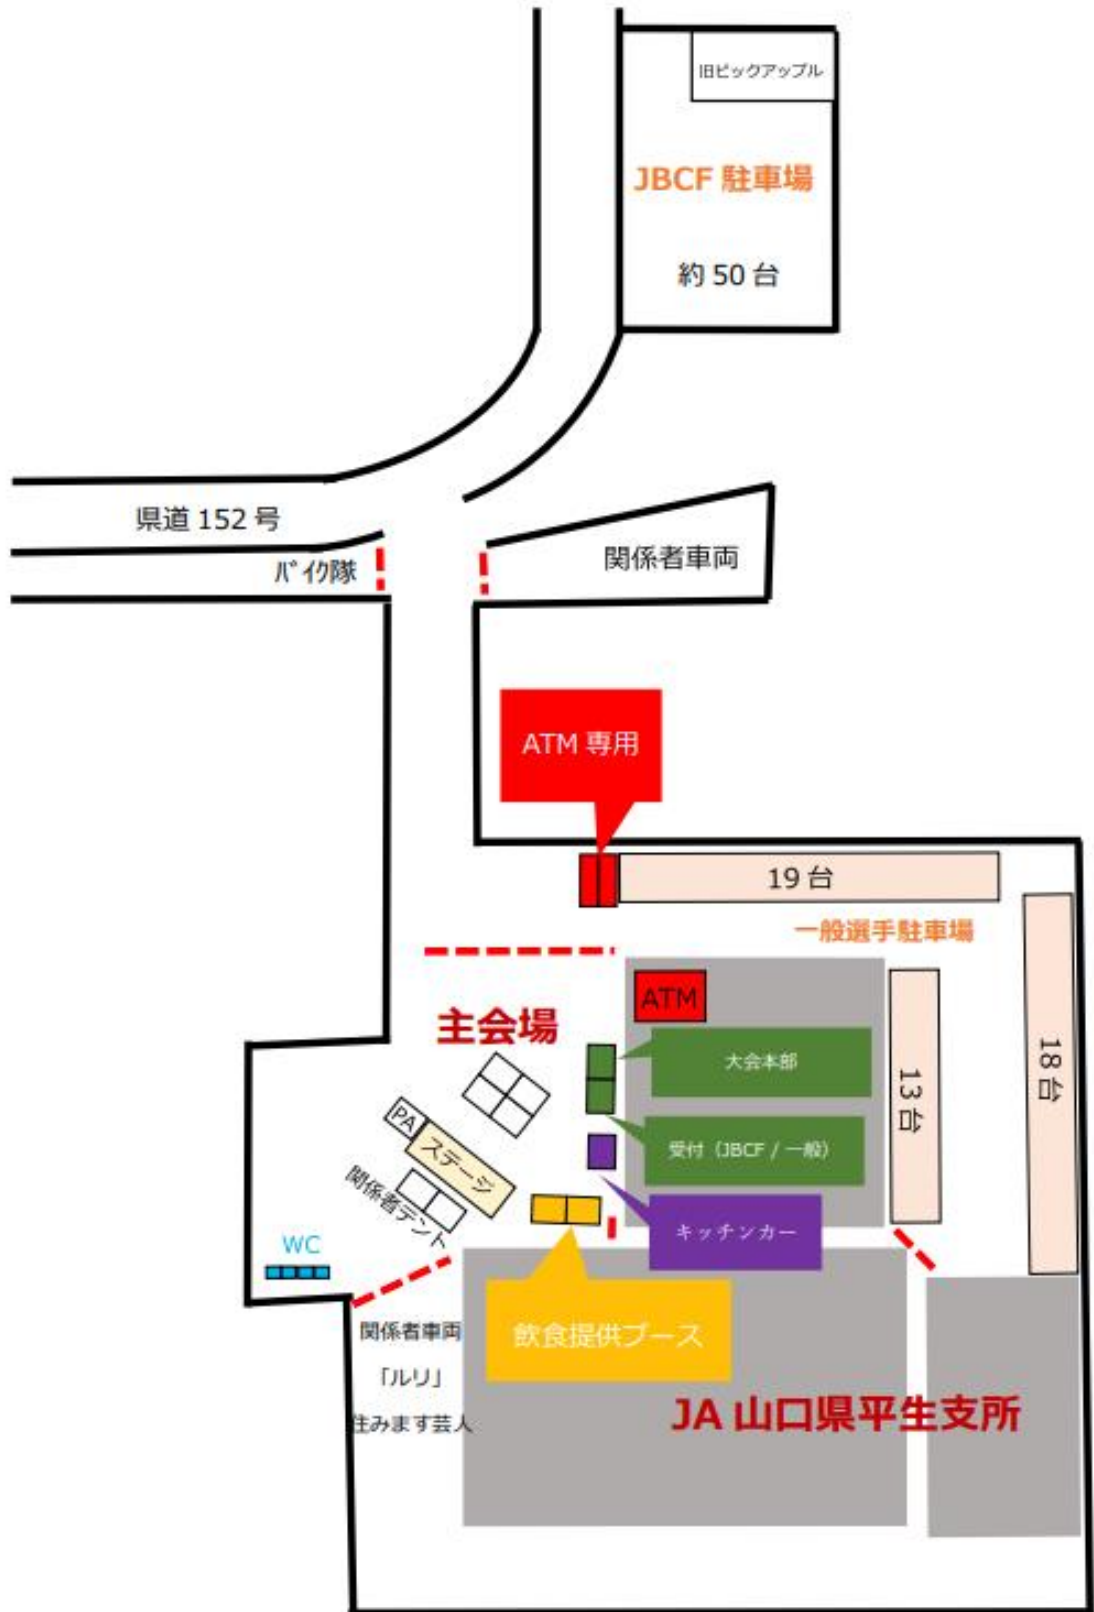 旧ビックアップル
JBCF 駐車場
約 50 台
県道 152 号
バイク隊
関係者車両
ATM 専用
19 台
一般選手駐車場
ATM
主会場
大会本部
18 台
13 台
PA
ステージ
受付（JBCF / 一般）
関係者テント
キッチンカー
WC
飲食提供ブース
関係者車両
「ルリ」
住みます芸人
JA 山口県平生支所